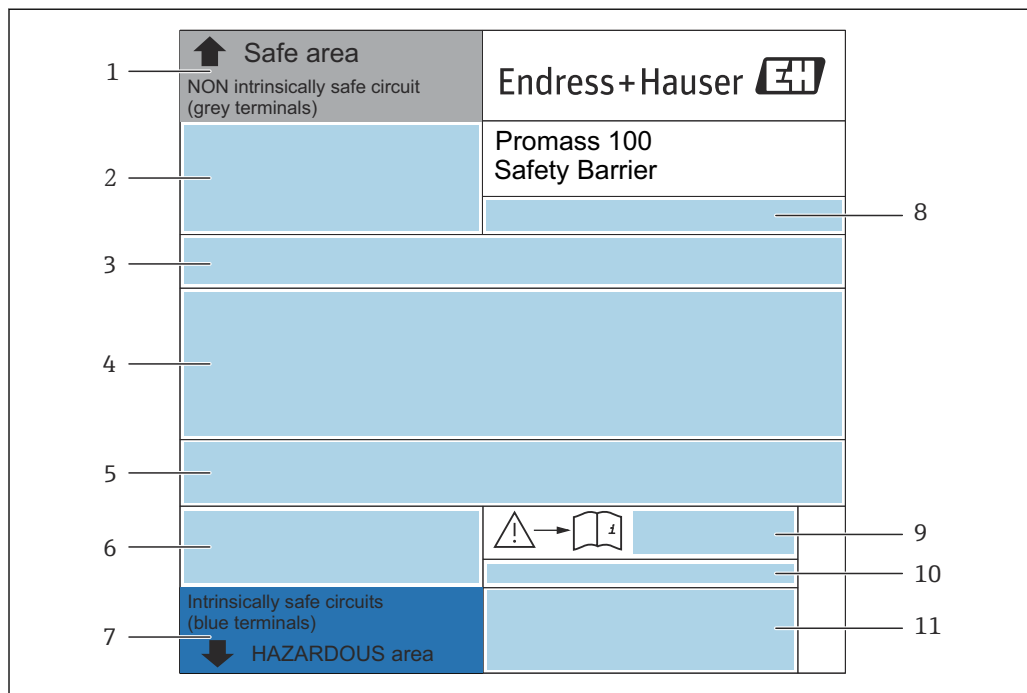 Safe area
NON intrinsically safe circuit
(grey terminals)
Endress+Hauser EH
Promass 100
Safety Barrier
1
2
3
4
5
6
7
8
9
10
11
i
Intrinsically safe circuits
(blue terminals)
HAZARDOUS area